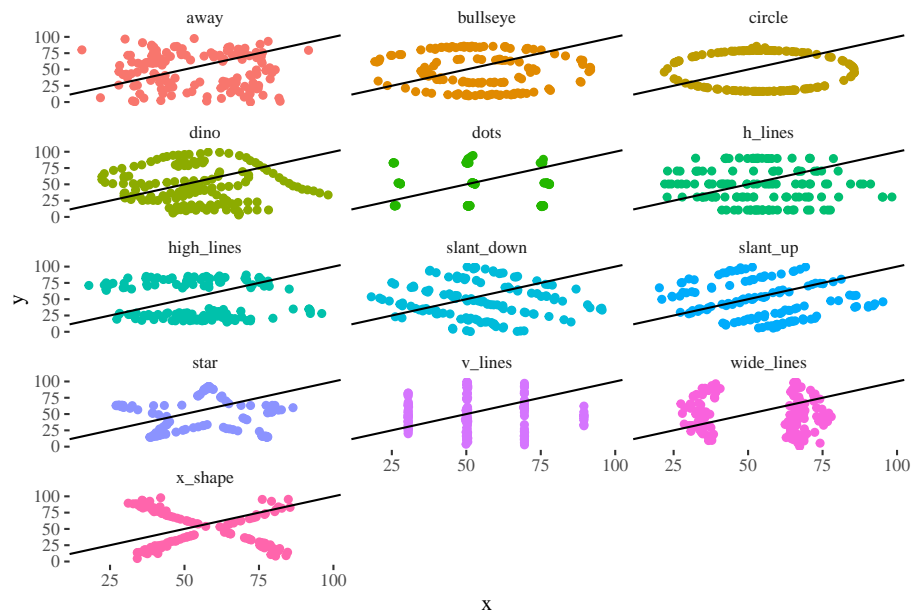 away bullseye circle
100
75
50
25
0
dino dots h_lines
100
75
50
25
0
high_lines slant_down slant_up
100
75
50
25
0
y
star v_lines wide_lines
100
75
50
25
0
25 50 75 100 25 50 75 100
x_shape
100
75
50
25
0
25 50 75 100
x